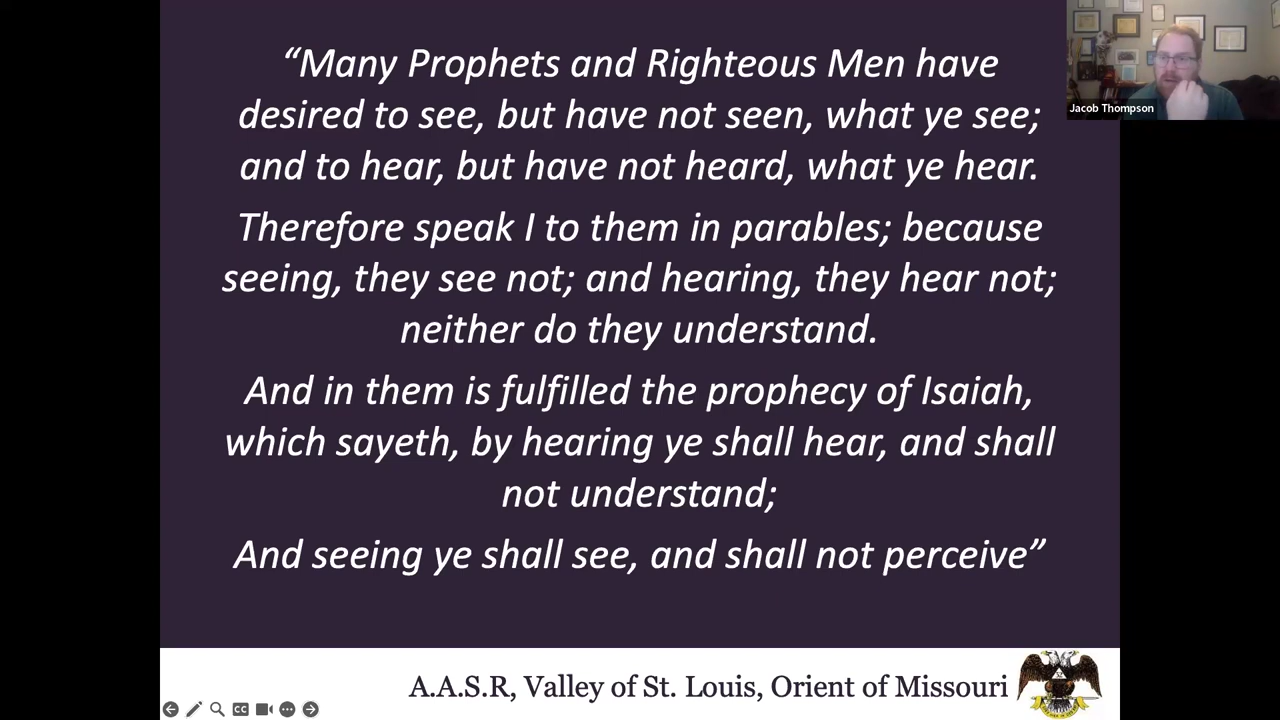 “Many Prophets and Righteous Men have
desired to see, but have not seen, what ye see;
and to hear, but have not heard, what ye hear.
Therefore speak I to them in parables; because
seeing, they see not; and hearing, they hear not;
neither do they understand.
And in them is fulfilled the prophecy of Isaiah,
which sayeth, by hearing ye shall hear, and shall
not understand;
And seeing ye shall see, and shall not perceive”
Jacob Thompson
A.A.S.R, Valley of St. Louis, Orient of Missouri
CC